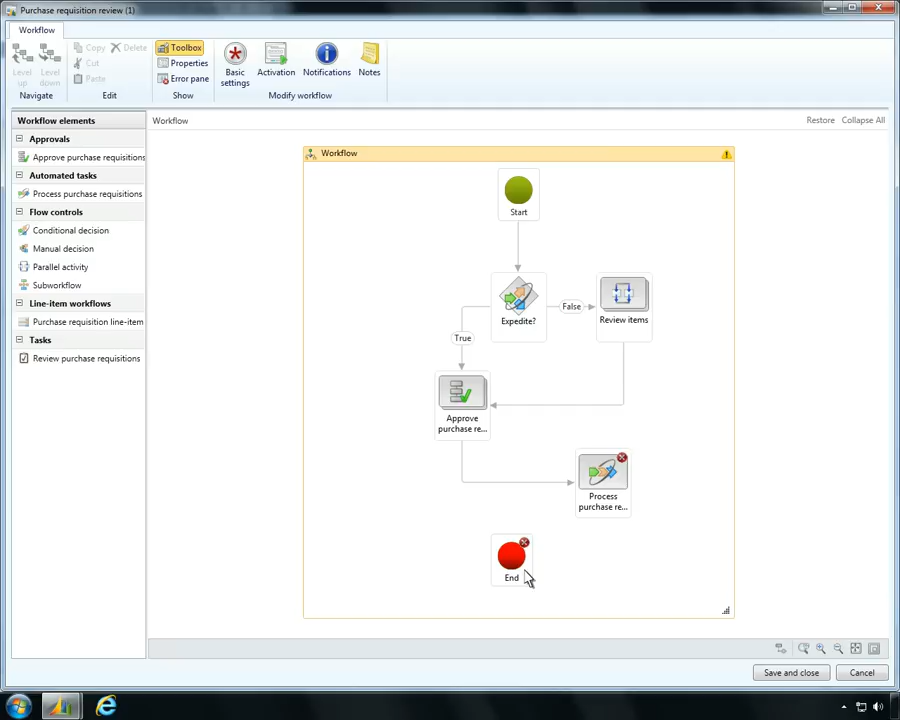 Purchase requisition review (1)
Workflow
Level up
Level down
Navigate
Copy
Delete
Cut
Paste
Edit
Toolbox
Properties
Error pane
Show
Basic settings
Activation
Notifications
Notes
Modify workflow
Workflow elements
Approvals
Approve purchase requisitions
Automated tasks
Process purchase requisitions
Flow controls
Conditional decision
Manual decision
Parallel activity
Subworkflow
Line-item workflows
Purchase requisition line-item
Tasks
Review purchase requisitions
Workflow
Restore
Collapse All
Workflow
Start
Expedite?
False
Review items
True
Approve
purchase re...
Process
purchase re...
End
Save and close
Cancel